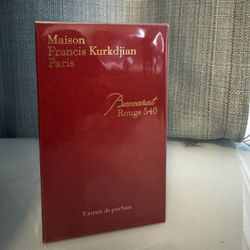 Maison
Francis Kurkdjian
Paris
Baccarat
Rouge 540
Extrait de parfum